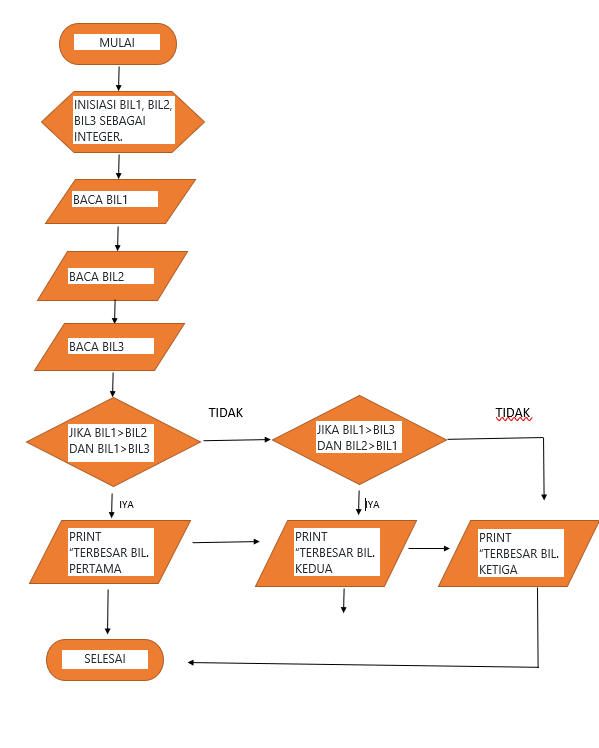 MULAI
INISIASI BIL1, BIL2,
BIL3 SEBAGAI
INTEGER.
BACA BIL1
BACA BIL2
BACA BIL3
TIDAK
TIDAK
JIKA BIL1>BIL2
DAN BIL1>BIL3
JIKA BIL1>BIL3
DAN BIL2>BIL1
IYA
IYA
PRINT
“TERBESAR BIL.
PERTAMA
PRINT
“TERBESAR BIL.
KEDUA
PRINT
“TERBESAR BIL.
KETIGA
SELESAI